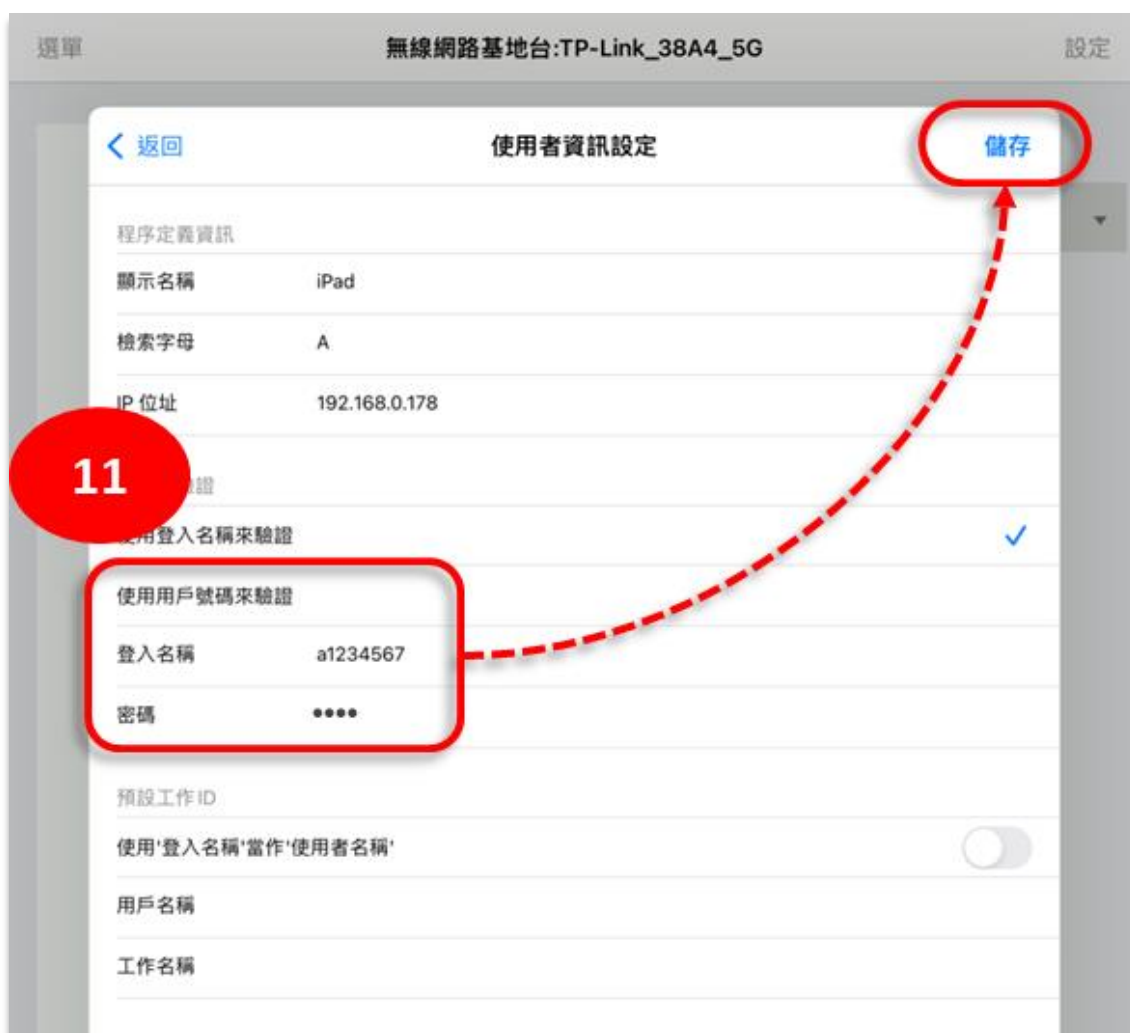 選單 無線網路基地台:TP-Link_38A4_5G 設定
返回 使用者資訊設定 儲存
程序定義資訊
顯示名稱 iPad
檢索字母 A
IP 位址 192.168.0.178
11
驗證
使用登入名稱來驗證
使用用戶號碼來驗證
登入名稱 a1234567
密碼 ••••
預設工作ID
使用'登入名稱'當作'使用者名稱'
用戶名稱
工作名稱